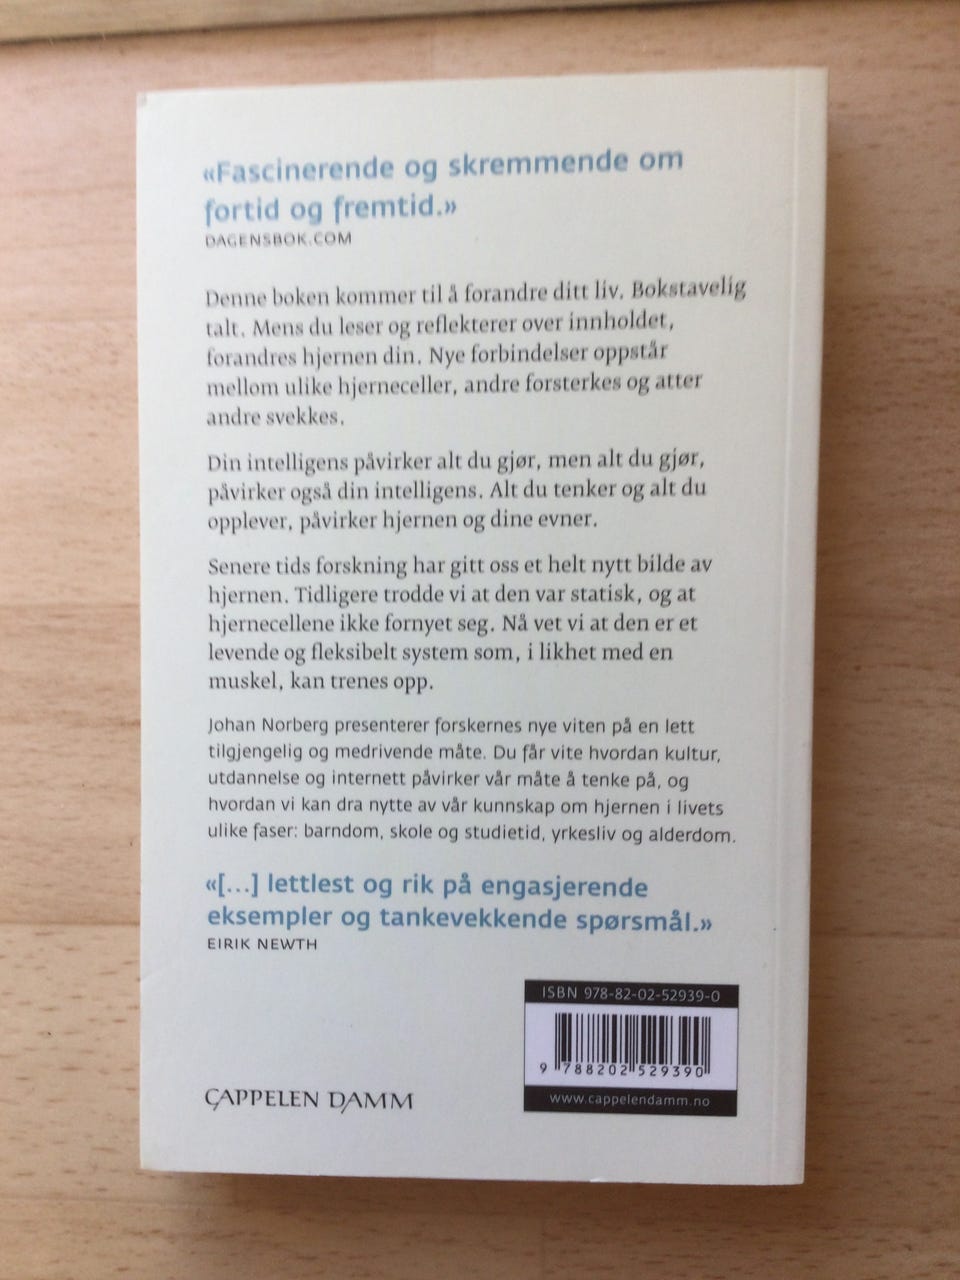 «Fascinerende og skremmende om
fortid og fremtid.»
DAGENSBOK.COM
Denne boken kommer til å forandre ditt liv. Bokstavelig
talt. Mens du leser og reflekterer over innholdet,
forandres hjernen din. Nye forbindelser oppstår
mellom ulike hjerneceller, andre forsterkes og atter
andre svekkes.
Din intelligens påvirker alt du gjør, men alt du gjør,
påvirker også din intelligens. Alt du tenker og alt du
opplever, påvirker hjernen og dine evner.
Senere tids forskning har gitt oss et helt nytt bilde av
hjernen. Tidligere trodde vi at den var statisk, og at
hjernecellene ikke fornyet seg. Nå vet vi at den er et
levende og fleksibelt system som, i likhet med en
muskel, kan trenes opp.
Johan Norberg presenterer forskernes nye viten på en lett
tilgjengelig og medrivende måte. Du får vite hvordan kultur,
utdannelse og internett påvirker vår måte å tenke på, og
hvordan vi kan dra nytte av vår kunnskap om hjernen i livets
ulike faser: barndom, skole og studietid, yrkesliv og alderdom.
«[...] lettlest og rik på engasjerende
eksempler og tankevekkende spørsmål.»
EIRIK NEWTH
ISBN 978-82-02-52939-0
9 788202 529390
www.cappelendamm.no
CAPPELEN DAMM